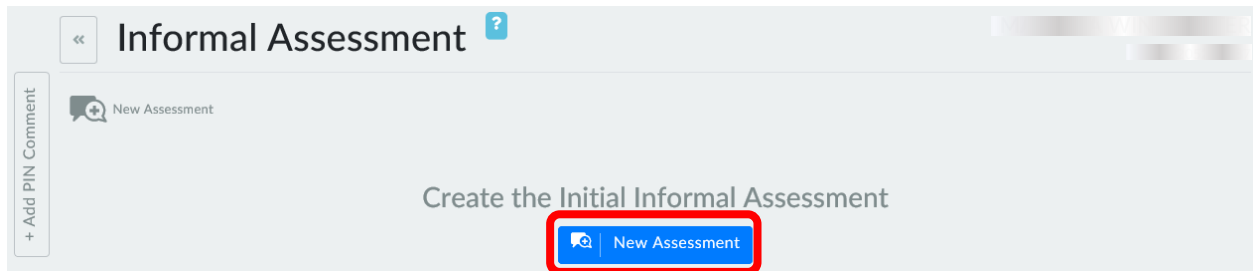 «
Informal Assessment ?
+ Add PIN Comment
New Assessment
Create the Initial Informal Assessment
New Assessment